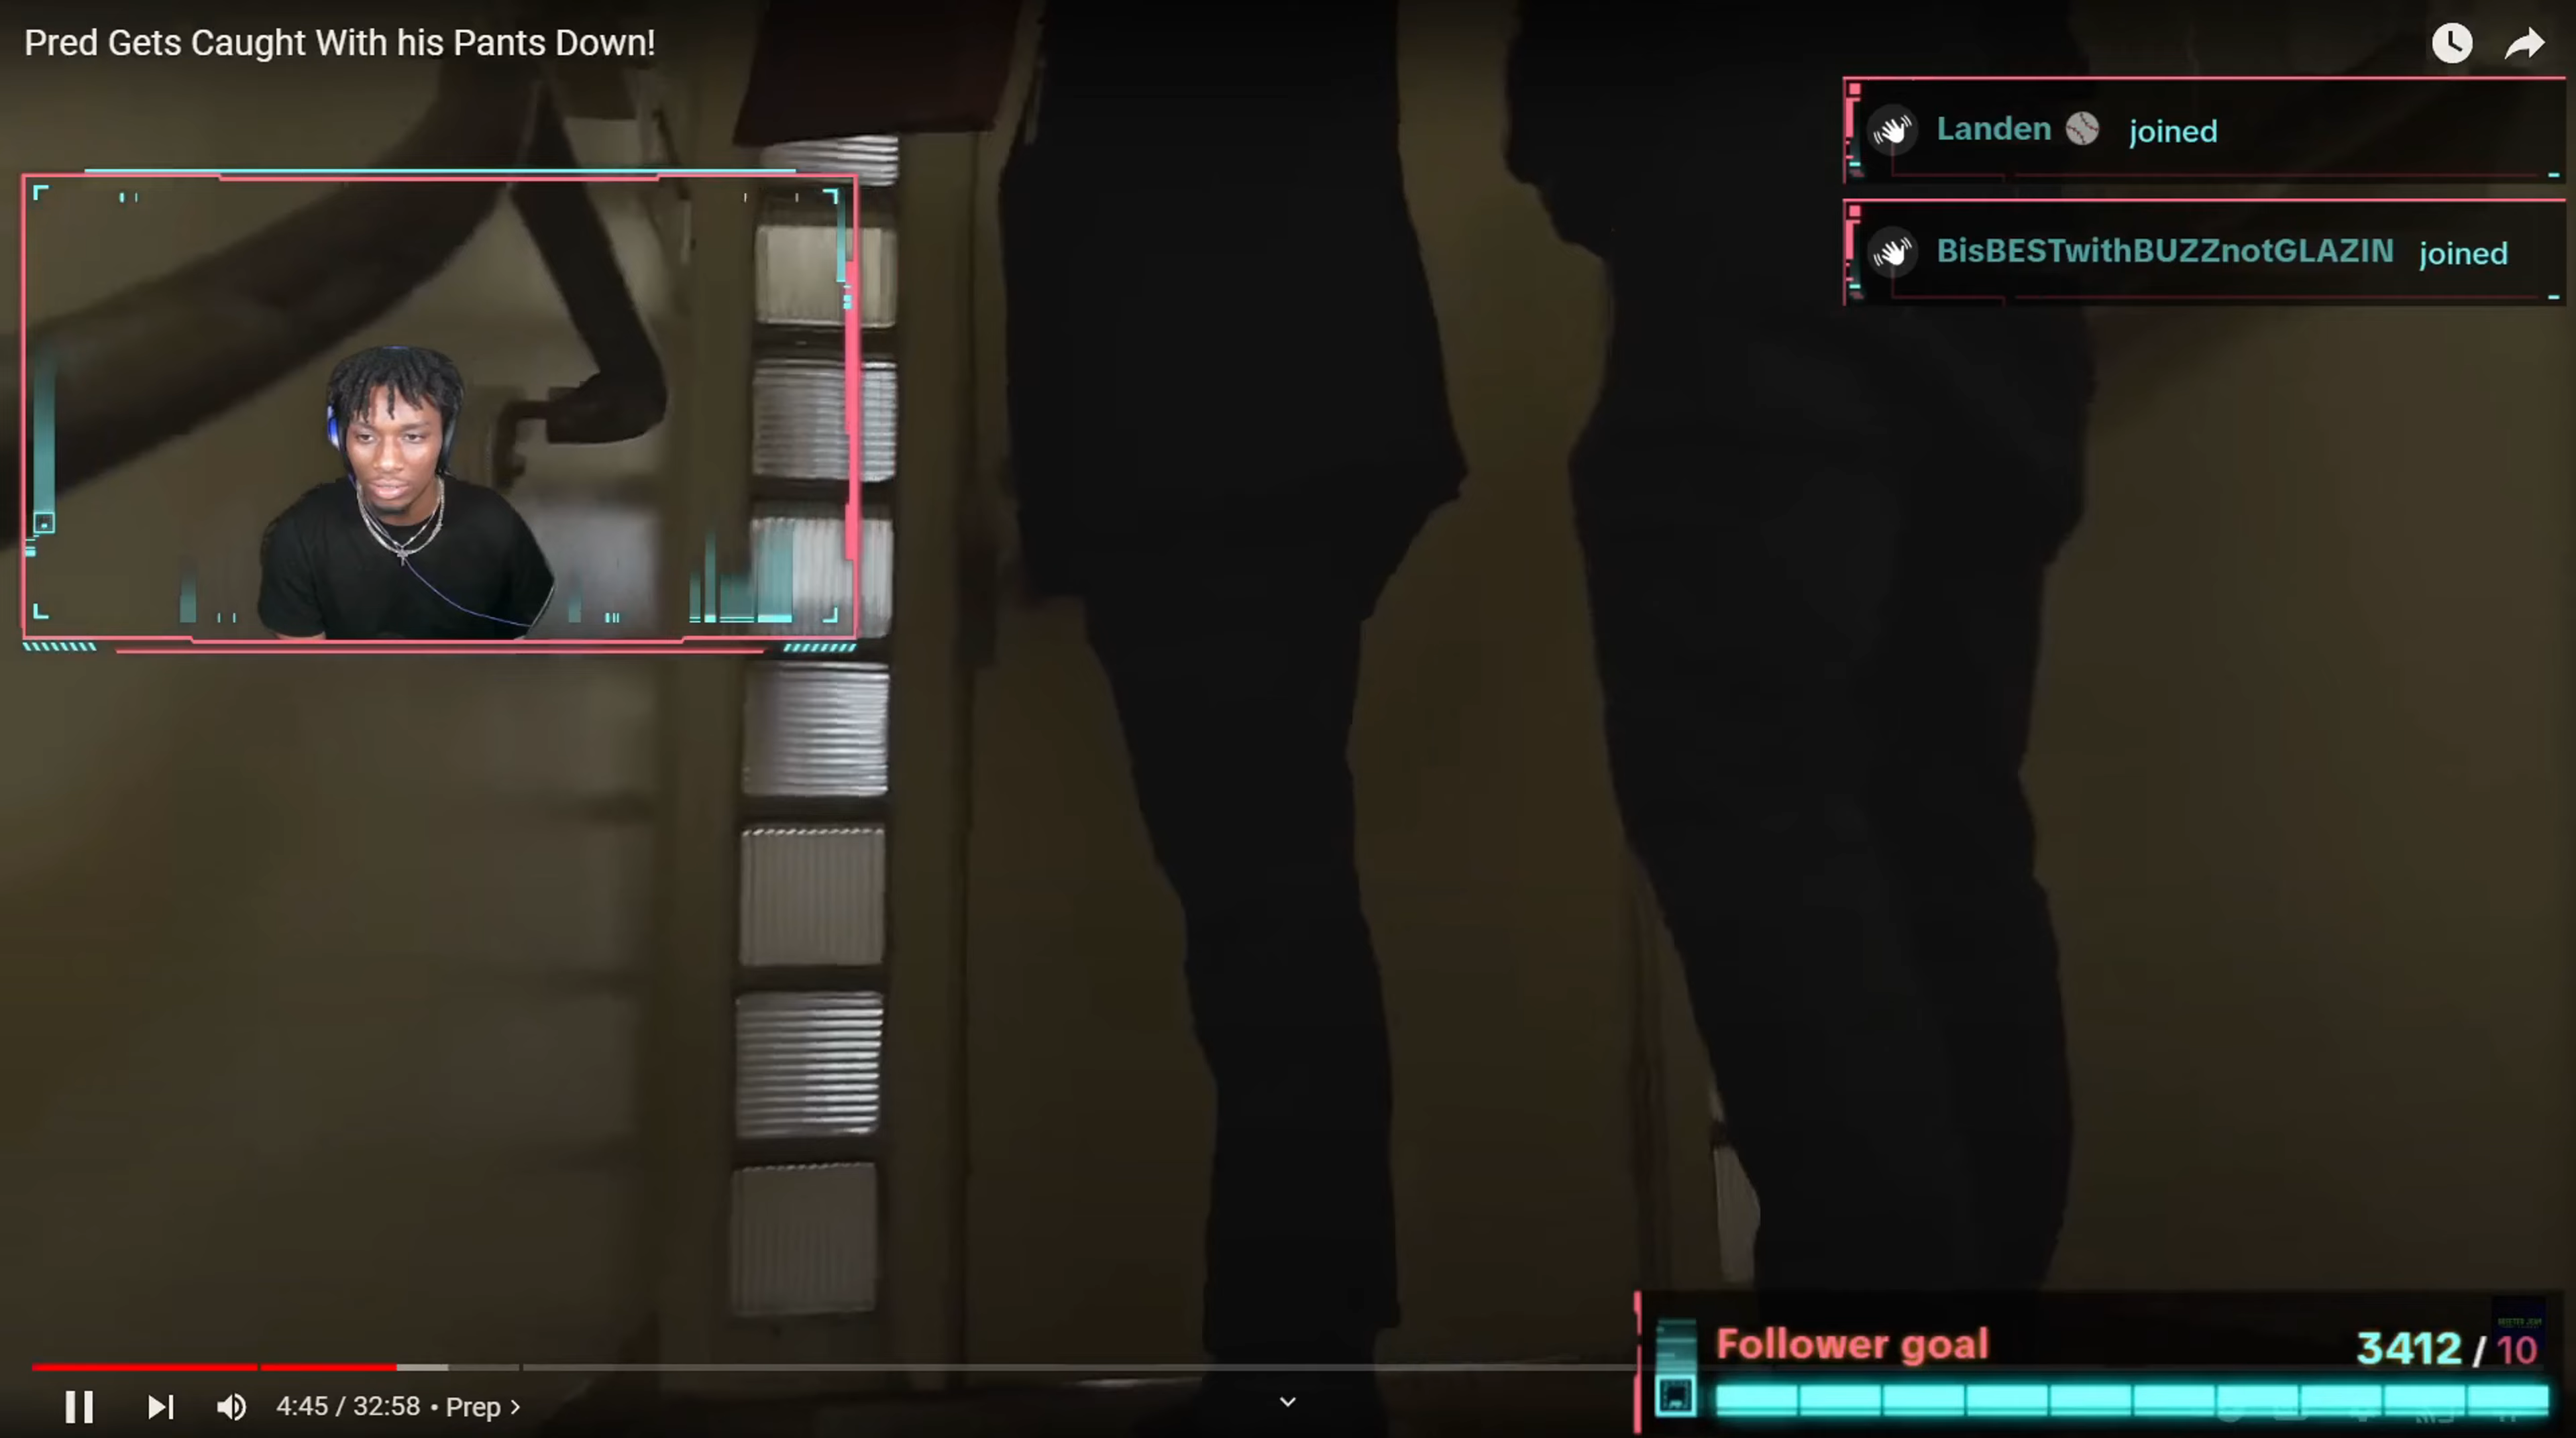 Pred Gets Caught With his Pants Down!
Landen ⚾ joined
BisBESTwithBUZZnotGLAZIN joined
Follower goal
3412 / 10
4:45 / 32:58 • Prep >